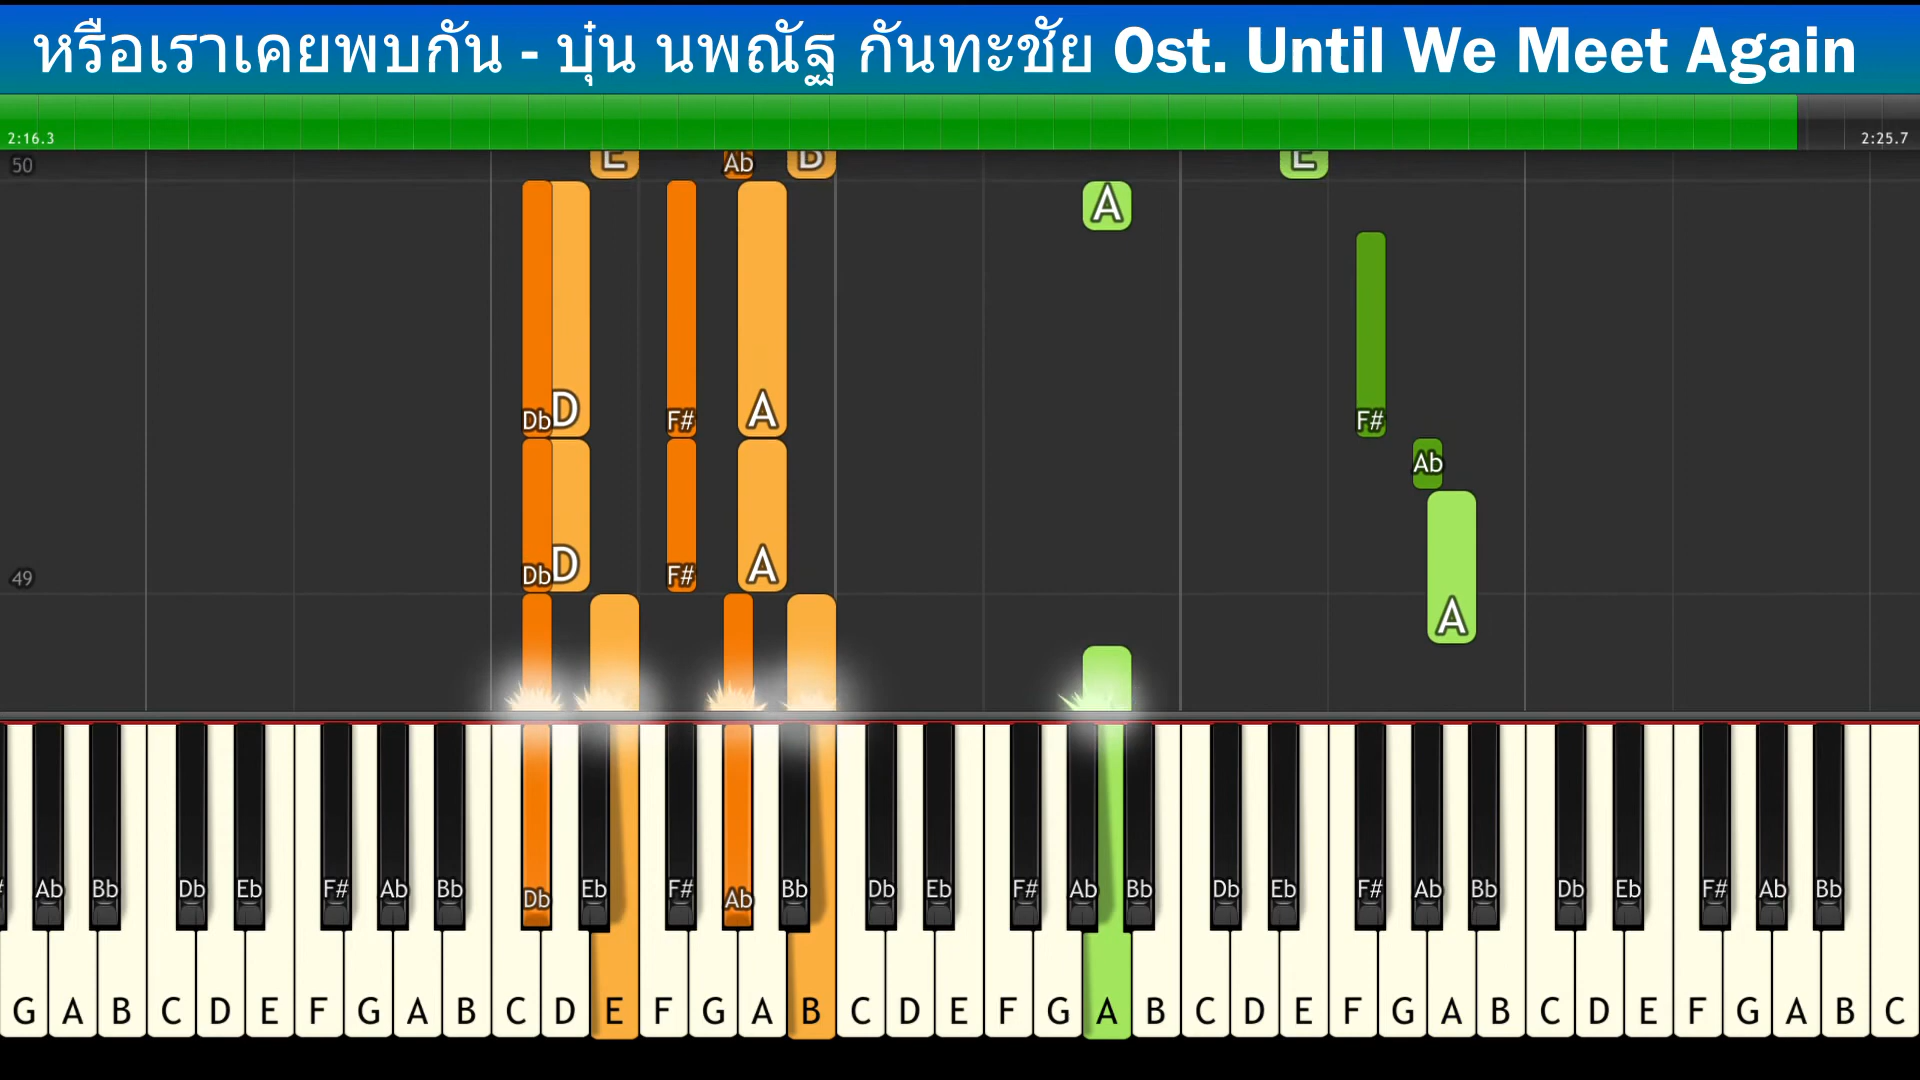 หรือเราเคยพบกัน - บุ๋น นพณัฐ กันทะชัย Ost. Until We Meet Again
2:16.3 2:25.7
50 E Ab B E
A
Db D F# A F#
Ab
Db D F# A
49 A
Ab Bb Db Eb F# Ab Bb Db Eb F# Ab Bb Db Eb F# Ab Bb Db Eb F# Ab Bb Db Eb F# Ab Bb
G A B C D E F G A B C D E F G A B C D E F G A B C D E F G A B C D E F G A B C